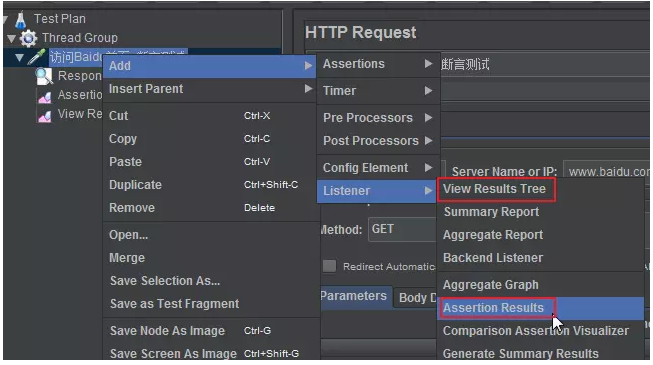 Test Plan
HTTP Request
Thread Group
访问Baidu
断言测试
Add
Assertions
Respon
Insert Parent
Timer
Assertio
Cut Ctrl-X
Pre Processors
View Re
Copy Ctrl-C
Post Processors
Paste Ctrl-V
Config Element
Server Name or IP: www.baidu.com
Duplicate Ctrl+Shift-C
Listener
View Results Tree
Remove Delete
Summary Report
Method: GET
Open...
Aggregate Report
Merge
Backend Listener
Redirect Automatic
Save Selection As...
Aggregate Graph
Parameters Body D
Save as Test Fragment
Assertion Results
Save Node As Image Ctrl-G
Comparison Assertion Visualizer
Save Screen As Image Ctrl+Shift-G
Generate Summary Results